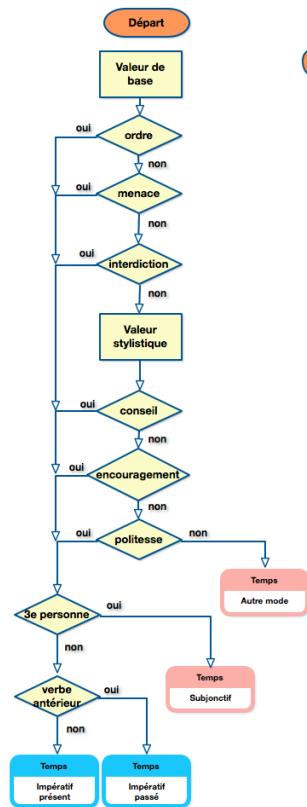 Départ
Valeur de
base
oui
ordre
non
oui
menace
non
oui
interdiction
non
Valeur
stylistique
oui
conseil
non
oui
encouragement
non
oui
politesse
non
Temps
Autre mode
3e personne
oui
non
Temps
Subjonctif
verbe
antérieur
oui
non
Temps
Impératif
présent
Temps
Impératif
passé